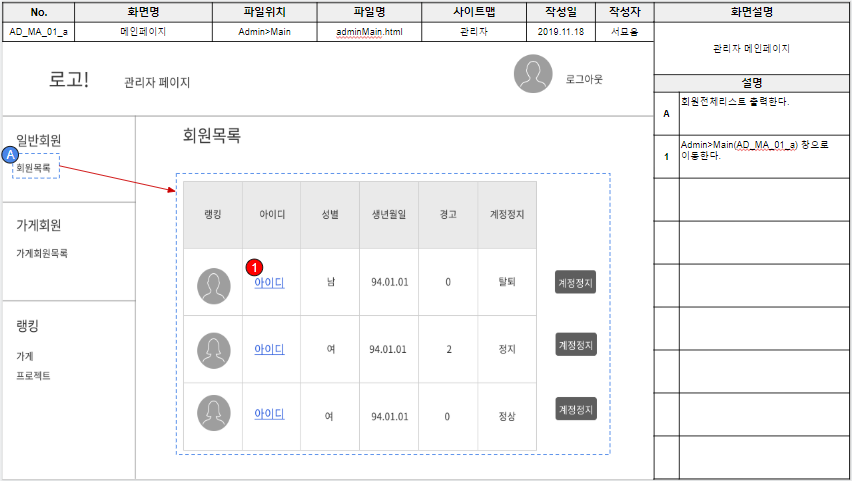 No. 화면명 파일위치 파일명 사이트맵 작성일 작성자 화면설명
AD_MA_01_a 메인페이지 Admin>Main adminMain.html 관리자 2019.11.18 서묘음
관리자 메인페이지
로고! 관리자 페이지 로그아웃
설명
A 회원전체리스트 출력한다.
1 Admin>Main(AD_MA_01_a) 창으로
이동한다.
일반회원
A
회원목록
가게회원
가게회원목록
랭킹
가게
프로젝트
회원목록
랭킹 아이디 성별 생년월일 경고 계정정지
1
아이디 남 94.01.01 0 탈퇴 계정정지
아이디 여 94.01.01 2 정지 계정정지
아이디 여 94.01.01 0 정상 계정정지